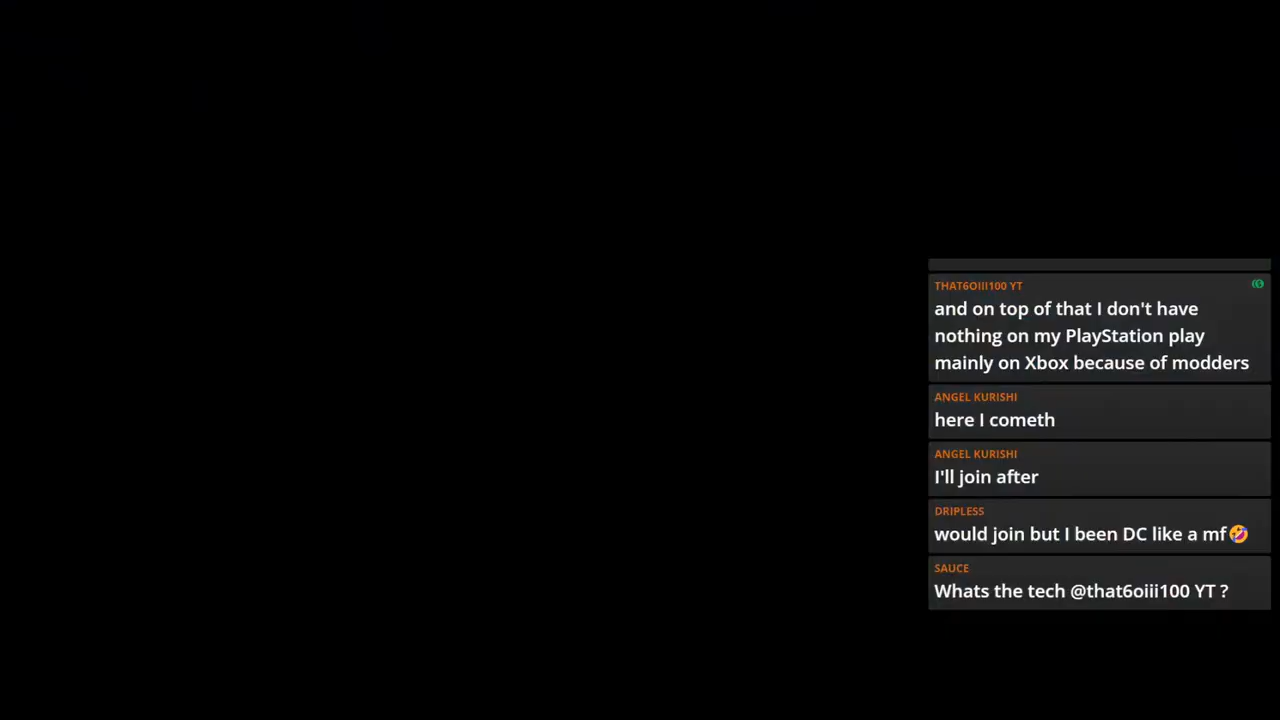 THAT6OIII100 YT
and on top of that I don't have
nothing on my PlayStation play
mainly on Xbox because of modders
ANGEL KURISHI
here I cometh
ANGEL KURISHI
I'll join after
DRIPLESS
would join but I been DC like a mf🤣
SAUCE
Whats the tech @that6oiii100 YT ?